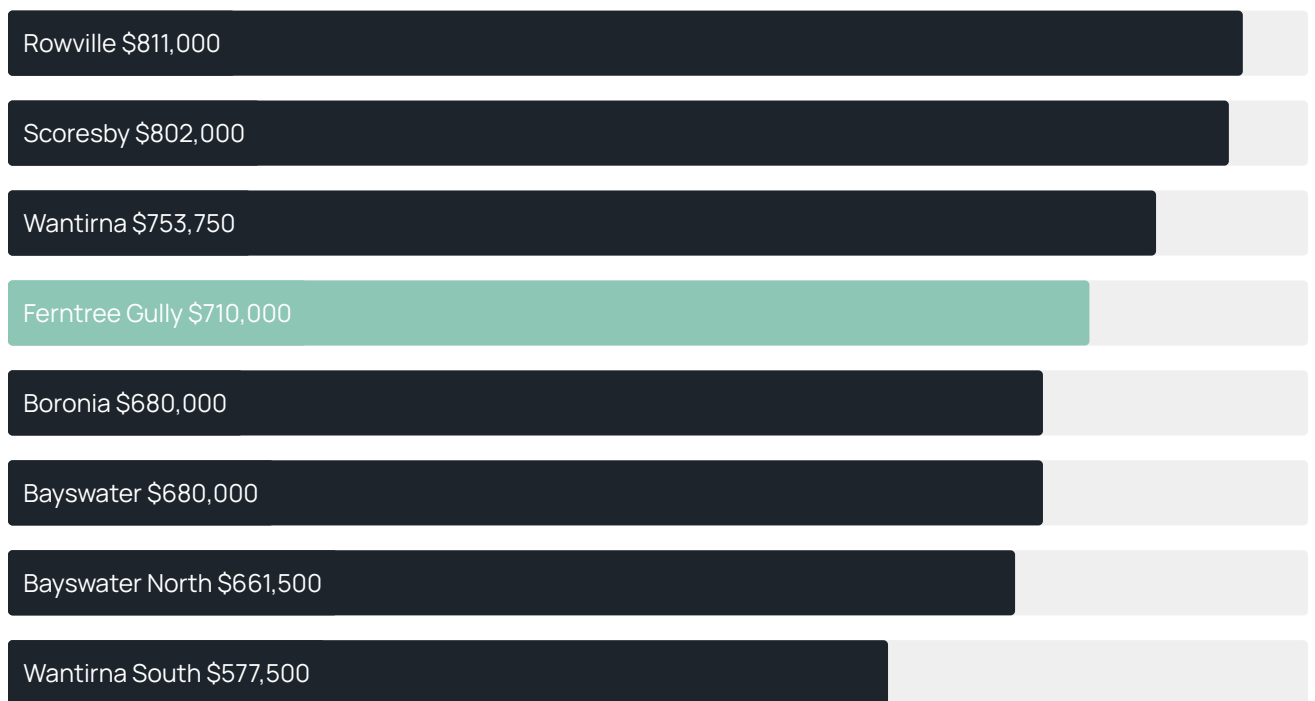 Rowville $811,000
Scoresby $802,000
Wantirna $753,750
Ferntree Gully $710,000
Boronia $680,000
Bayswater $680,000
Bayswater North $661,500
Wantirna South $577,500